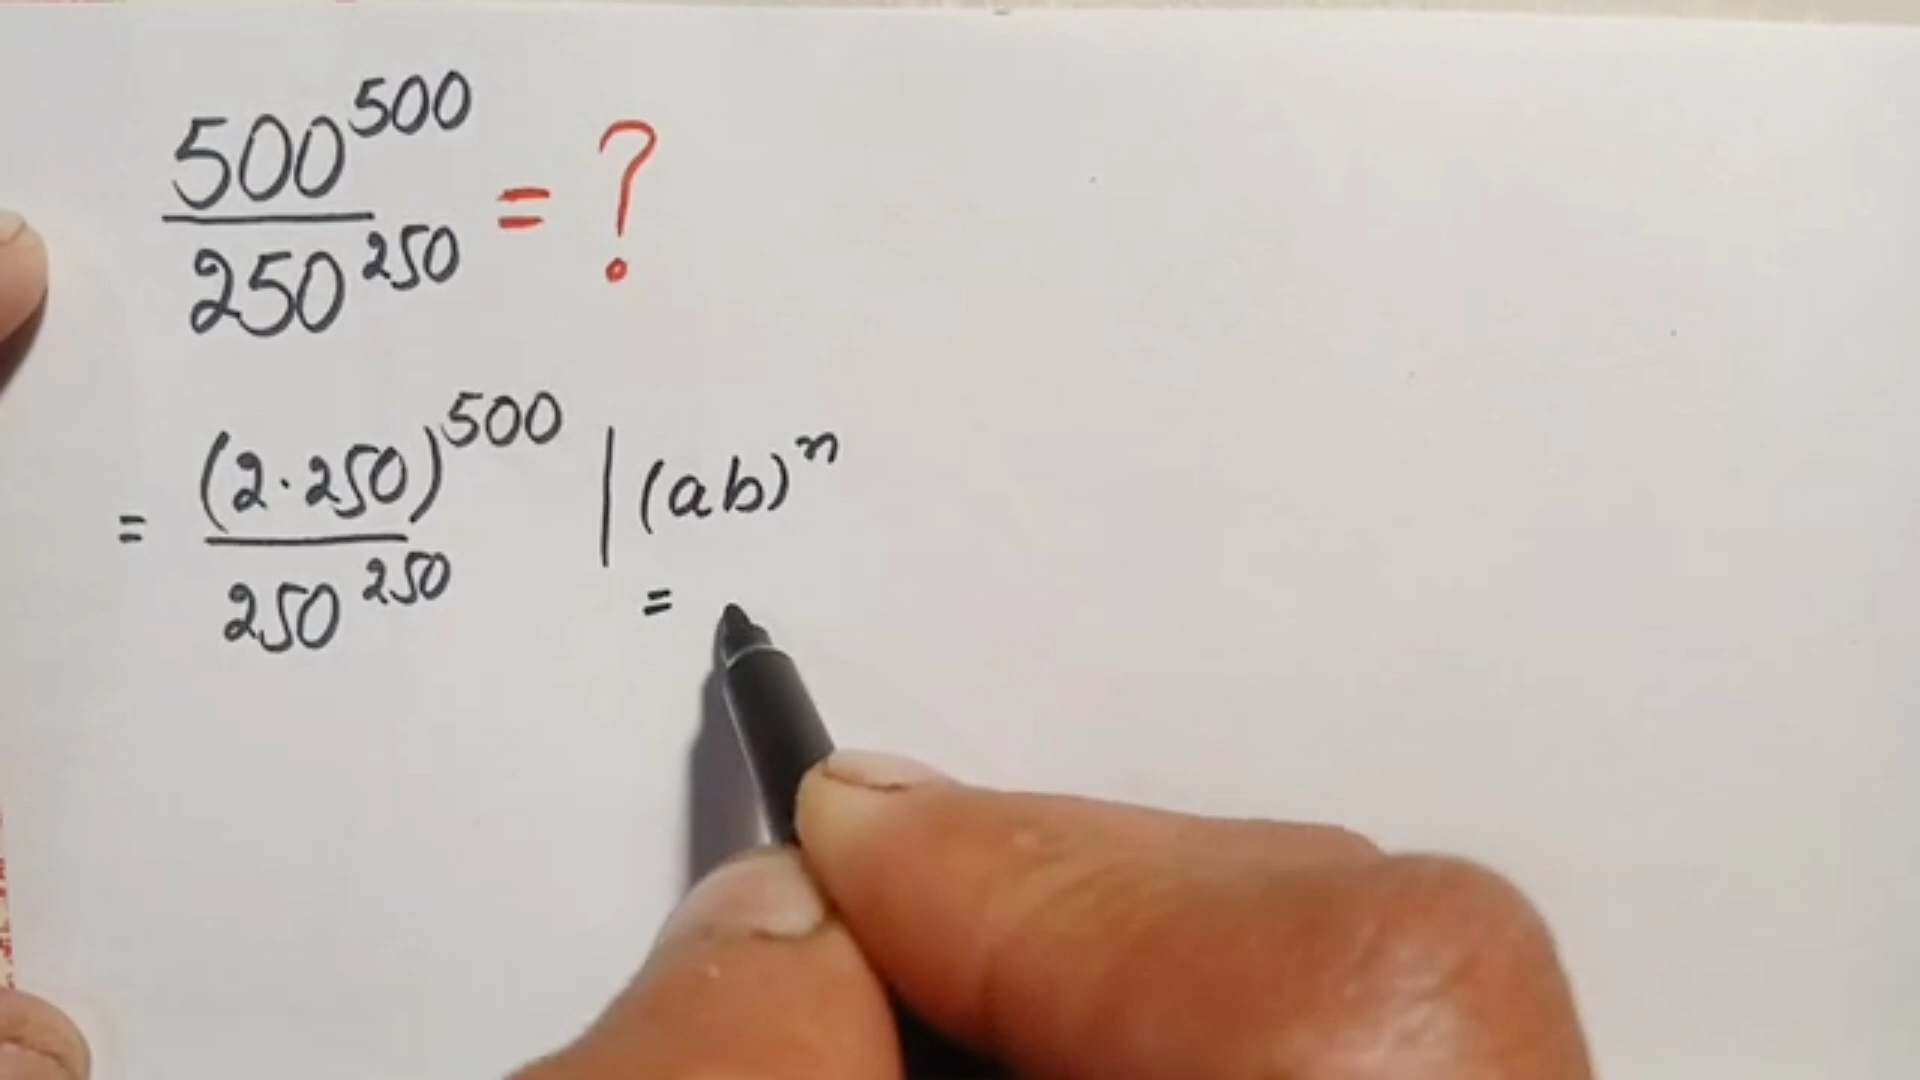 500^500
250^250 = ?
= (2·250)^500 | (ab)^n
250^250 =